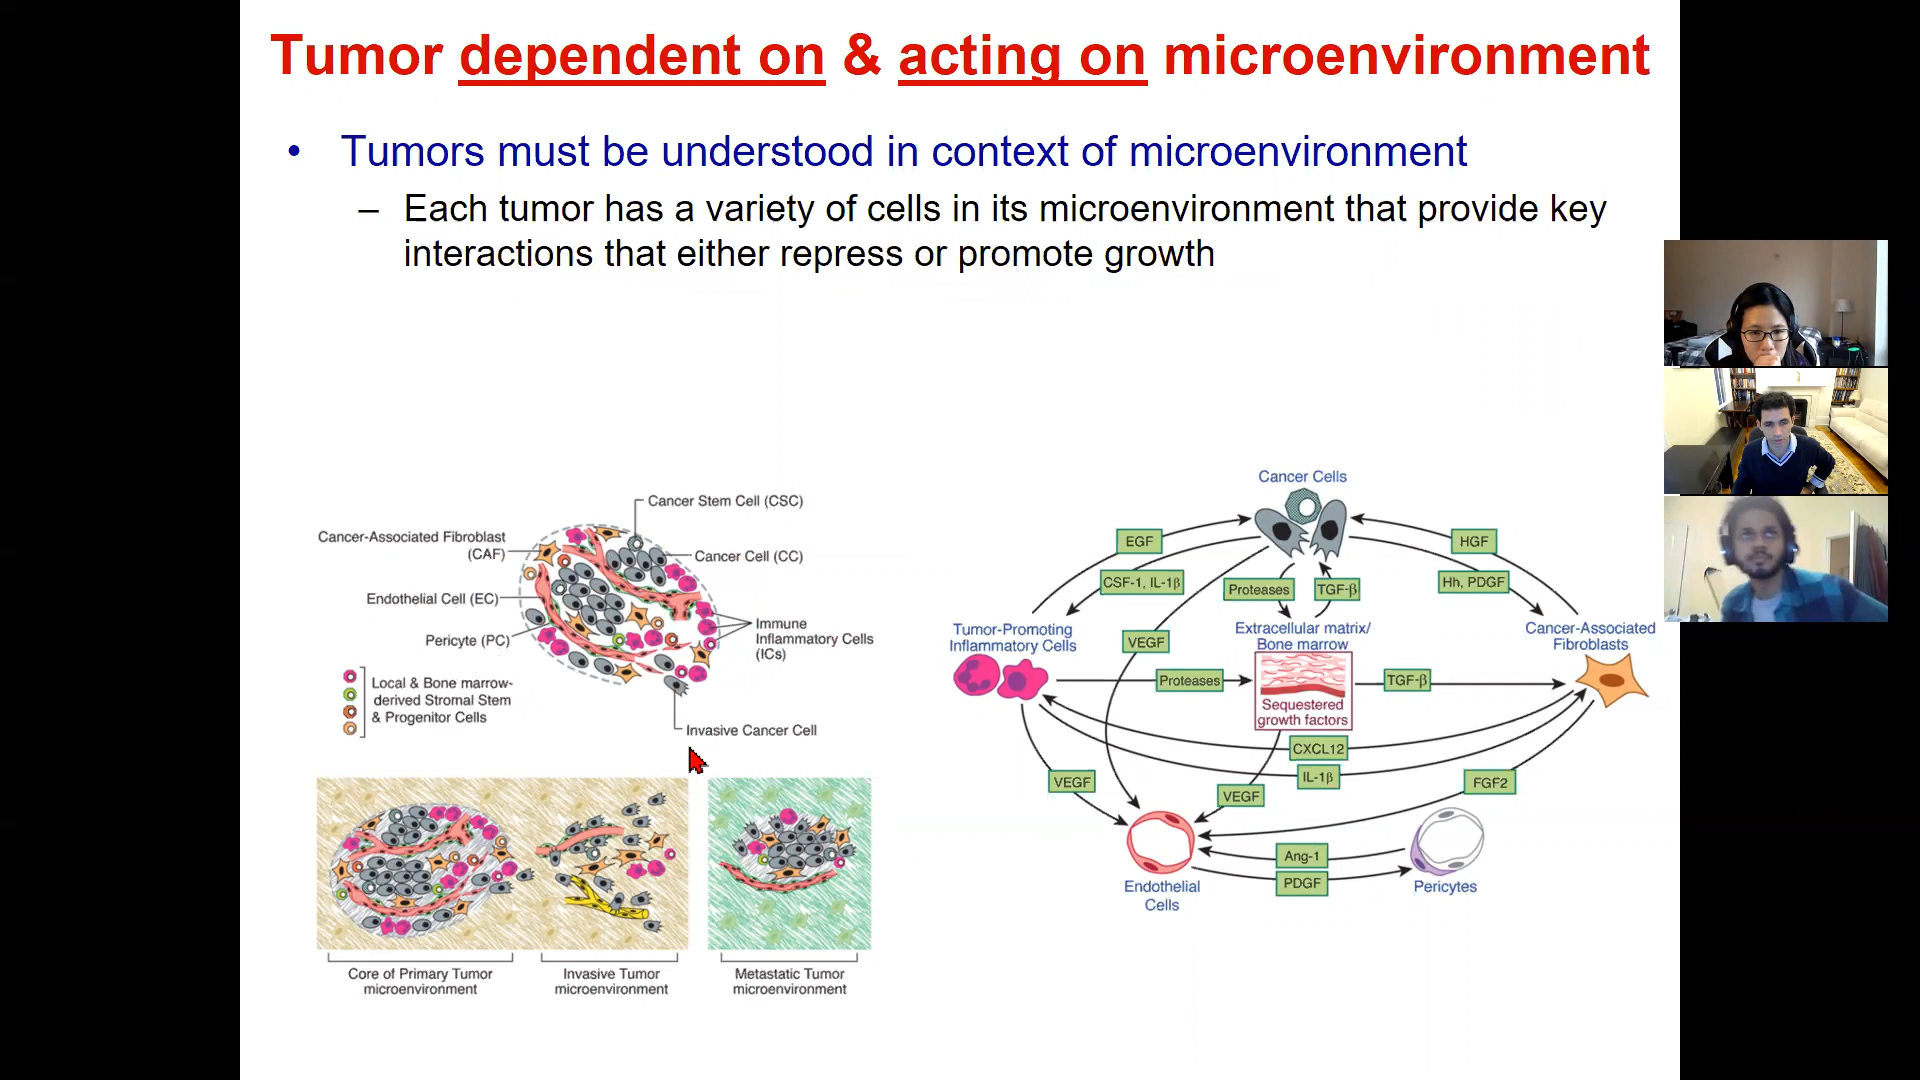 Tumor dependent on & acting on microenvironment
• Tumors must be understood in context of microenvironment
– Each tumor has a variety of cells in its microenvironment that provide key
interactions that either repress or promote growth
Cancer Stem Cell (CSC)
Cancer-Associated Fibroblast
(CAF)
Cancer Cell (CC)
Endothelial Cell (EC)
Pericyte (PC)
Immune
Inflammatory Cells
(ICs)
Local & Bone marrow-
derived Stromal Stem
& Progenitor Cells
Invasive Cancer Cell
Core of Primary Tumor
microenvironment
Invasive Tumor
microenvironment
Metastatic Tumor
microenvironment
Cancer Cells
EGF
HGF
CSF-1, IL-1β
Proteases
TGF-β
Hh, PDGF
Tumor-Promoting
Inflammatory Cells
VEGF
Extracellular matrix/
Bone marrow
Cancer-Associated
Fibroblasts
Proteases
TGF-β
Sequestered
growth factors
CXCL12
IL-1β
VEGF
VEGF
FGF2
Ang-1
PDGF
Endothelial
Cells
Pericytes